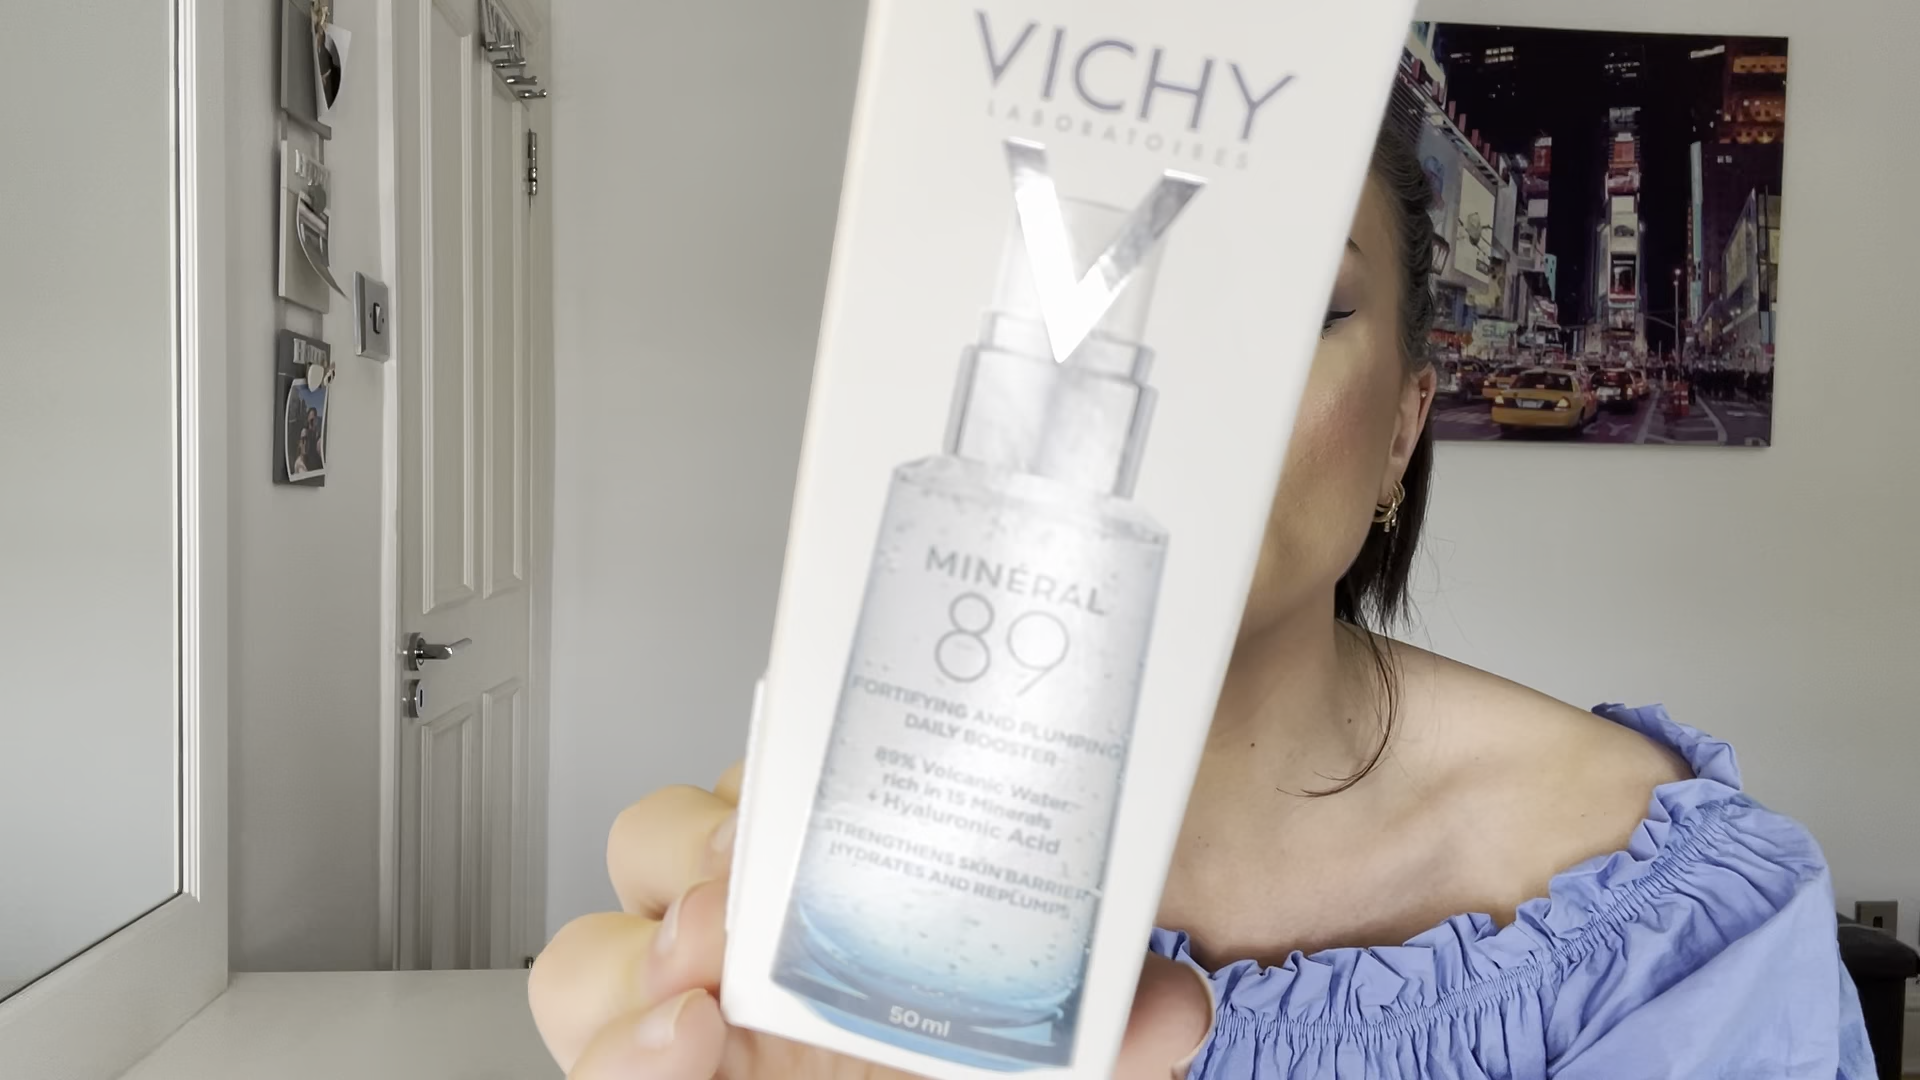 VICHY
LABORATOIRES
MINÉRAL
89
FORTIFYING AND PLUMPING
DAILY BOOSTER
89% Volcanic Water
rich in 15 Minerals
+ Hyaluronic Acid
STRENGTHENS SKIN BARRIER
HYDRATES AND REPLUMPS
50 ml